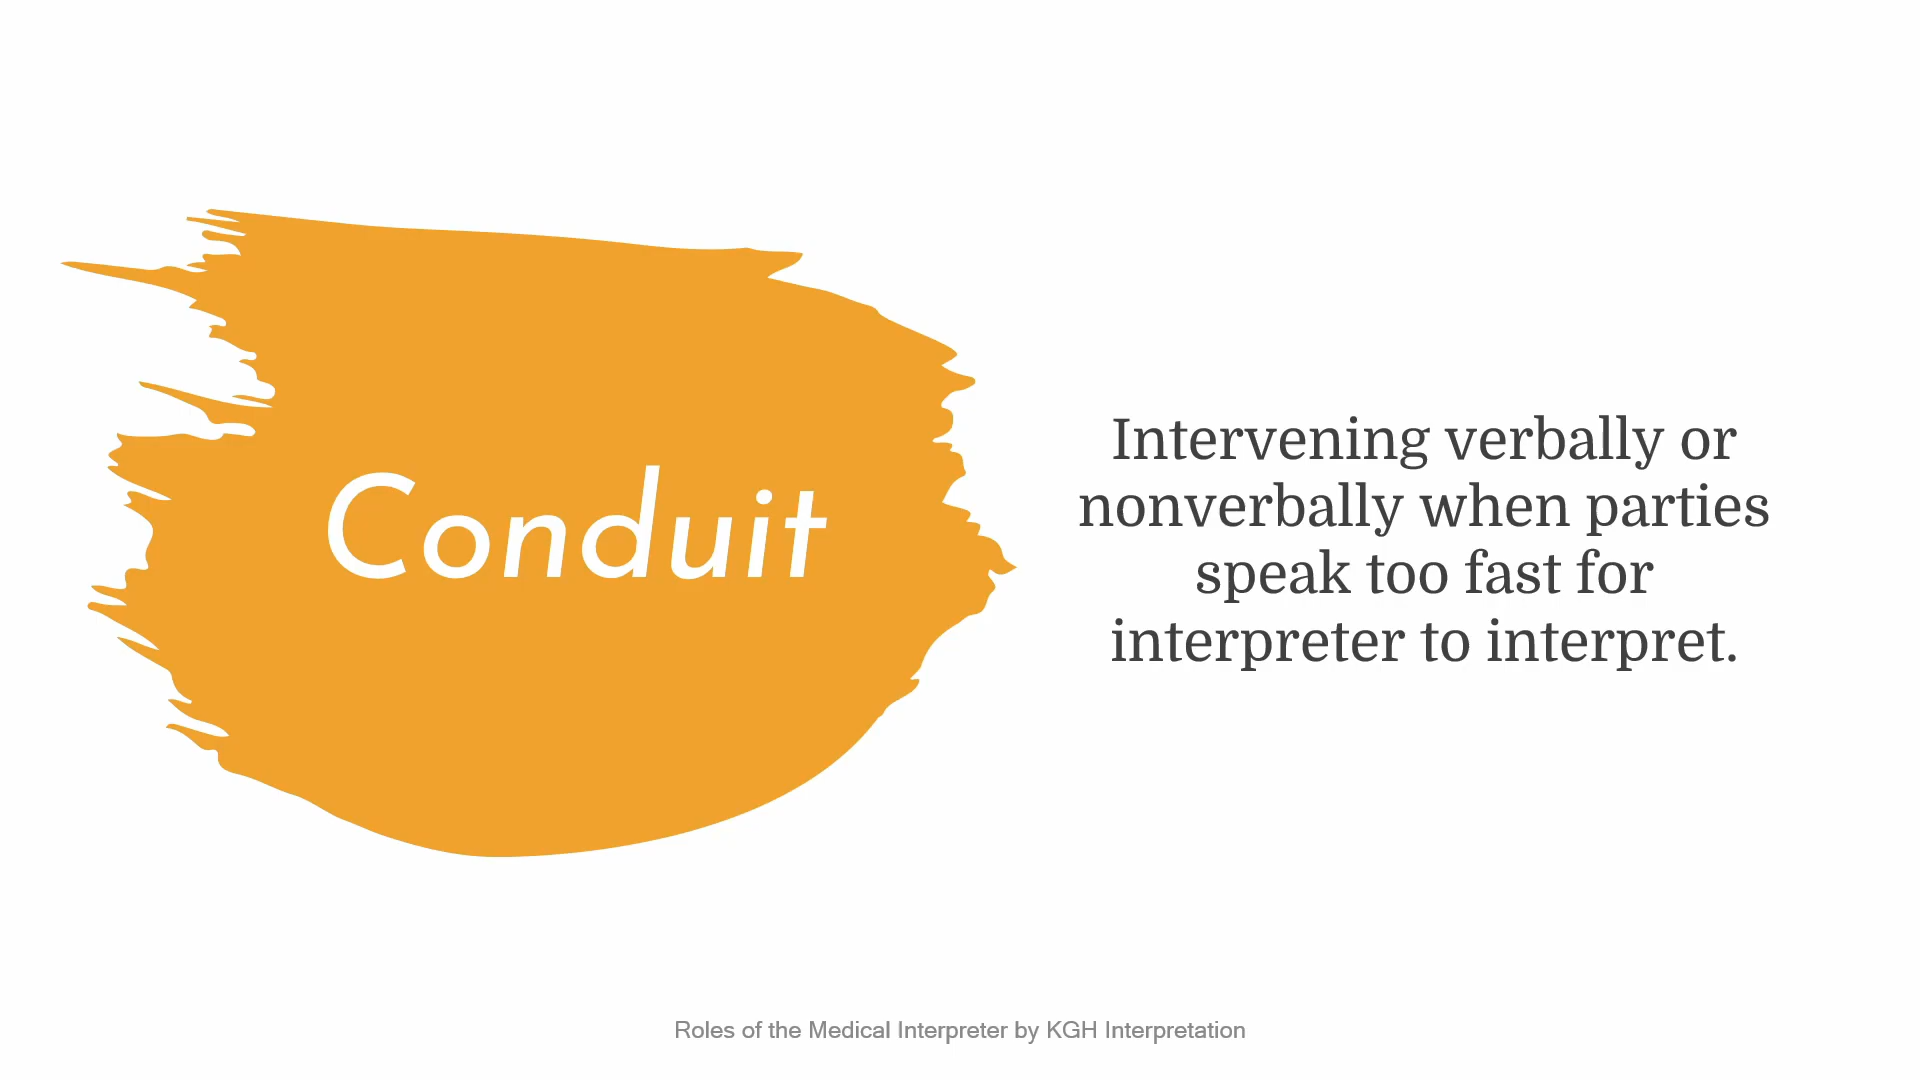 Conduit
Intervening verbally or
nonverbally when parties
speak too fast for
interpreter to interpret.
Roles of the Medical Interpreter by KGH Interpretation